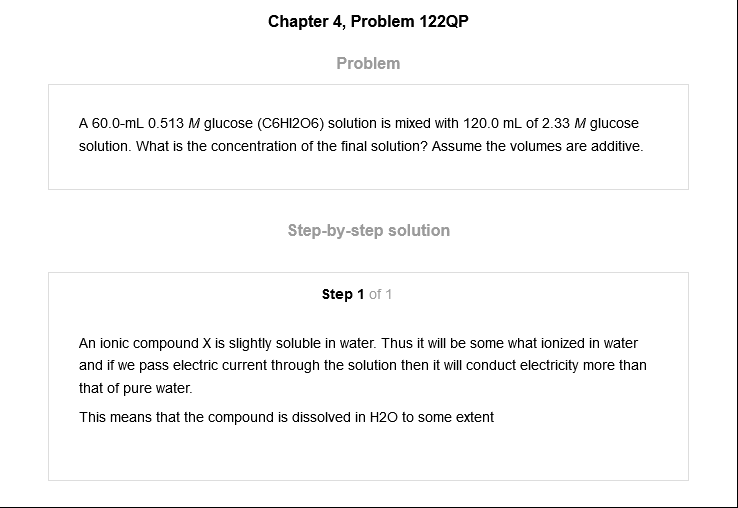 Chapter 4, Problem 122QP
Problem
A 60.0-mL 0.513 M glucose (C6HI2O6) solution is mixed with 120.0 mL of 2.33 M glucose
solution. What is the concentration of the final solution? Assume the volumes are additive.
Step-by-step solution
Step 1 of 1
An ionic compound X is slightly soluble in water. Thus it will be some what ionized in water
and if we pass electric current through the solution then it will conduct electricity more than
that of pure water.
This means that the compound is dissolved in H2O to some extent